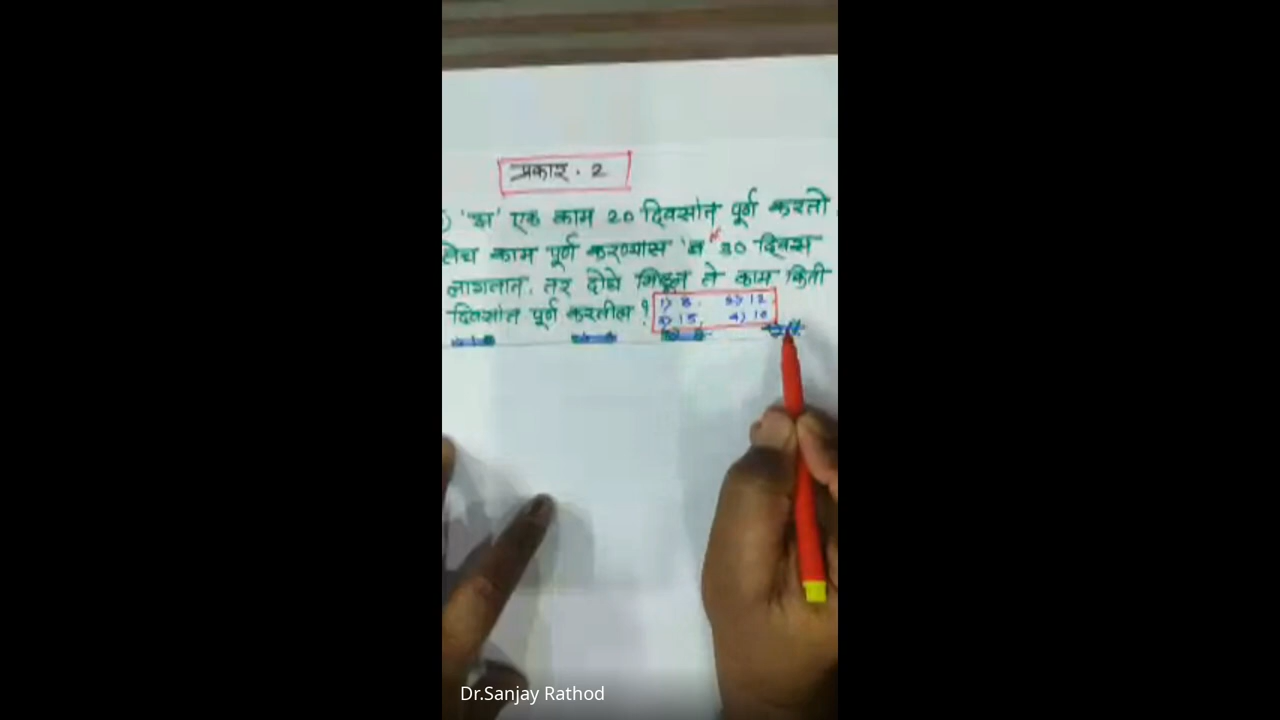 प्रकार. 2
) 'अ' एक काम 20 दिवसांत पूर्ण करतो
तेच काम पूर्ण करण्यास 'ब' 30 दिवस
लागतात. तर दोघे मिळून ते काम किती
दिवसांत पूर्ण करतील ?
1) 8. 3) 12
2) 15. 4) 10
Dr.Sanjay Rathod